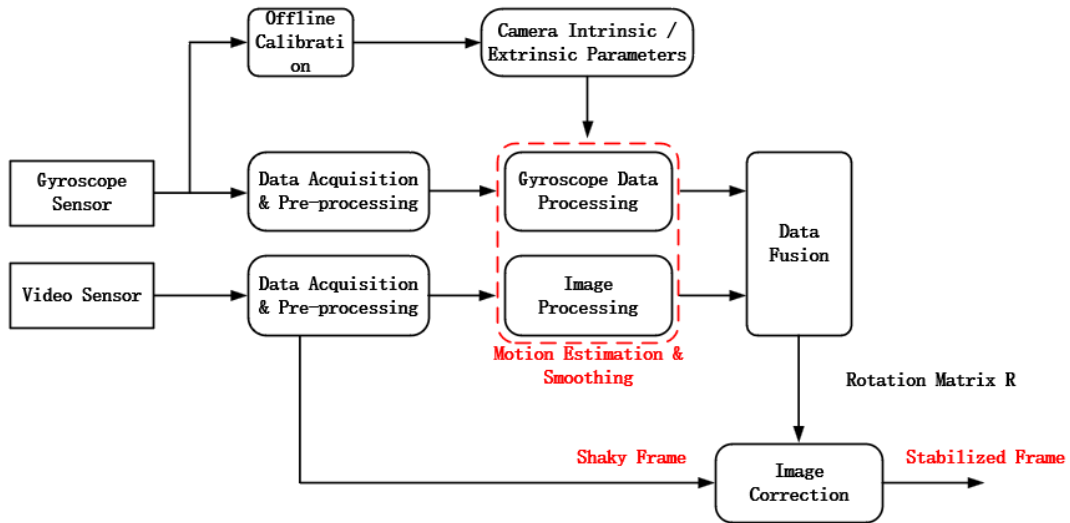 Offline
Calibrati
on
Camera Intrinsic /
Extrinsic Parameters
Gyroscope
Sensor
Data Acquisition
& Pre-processing
Gyroscope Data
Processing
Data
Fusion
Video Sensor
Data Acquisition
& Pre-processing
Image
Processing
Motion Estimation &
Smoothing
Rotation Matrix R
Shaky Frame
Image
Correction
Stabilized Frame